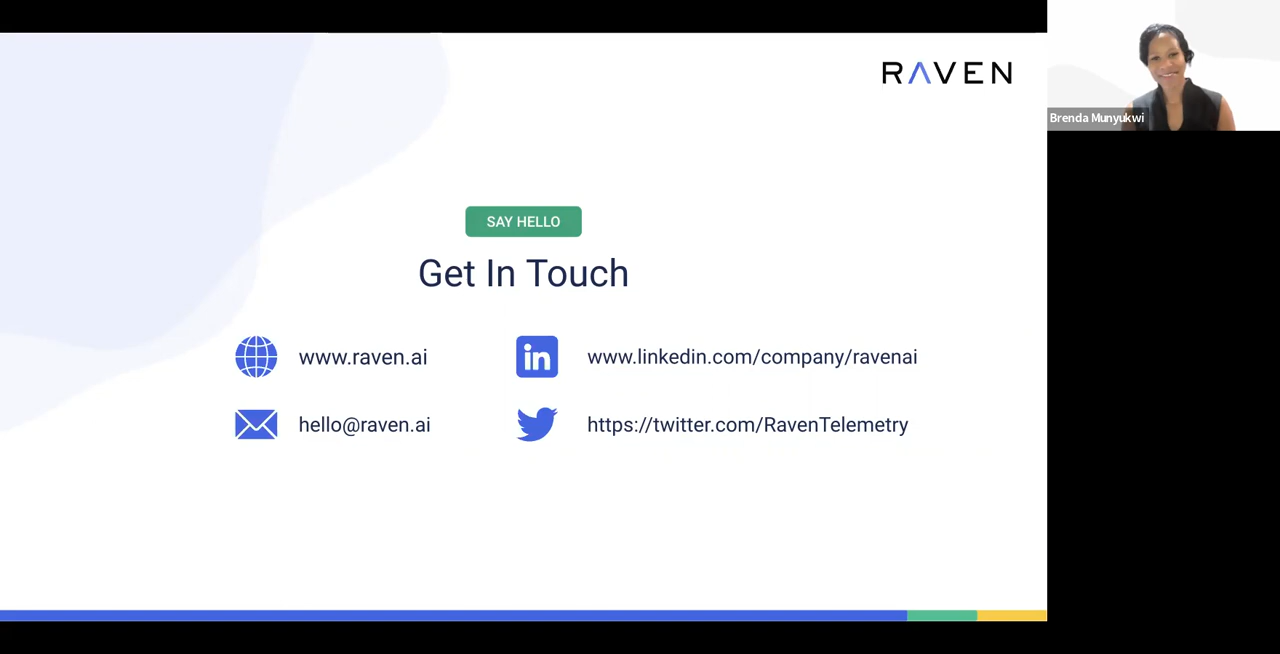 RAVEN
Brenda Munyukwi
SAY HELLO
Get In Touch
www.raven.ai
www.linkedin.com/company/ravenai
hello@raven.ai
https://twitter.com/RavenTelemetry